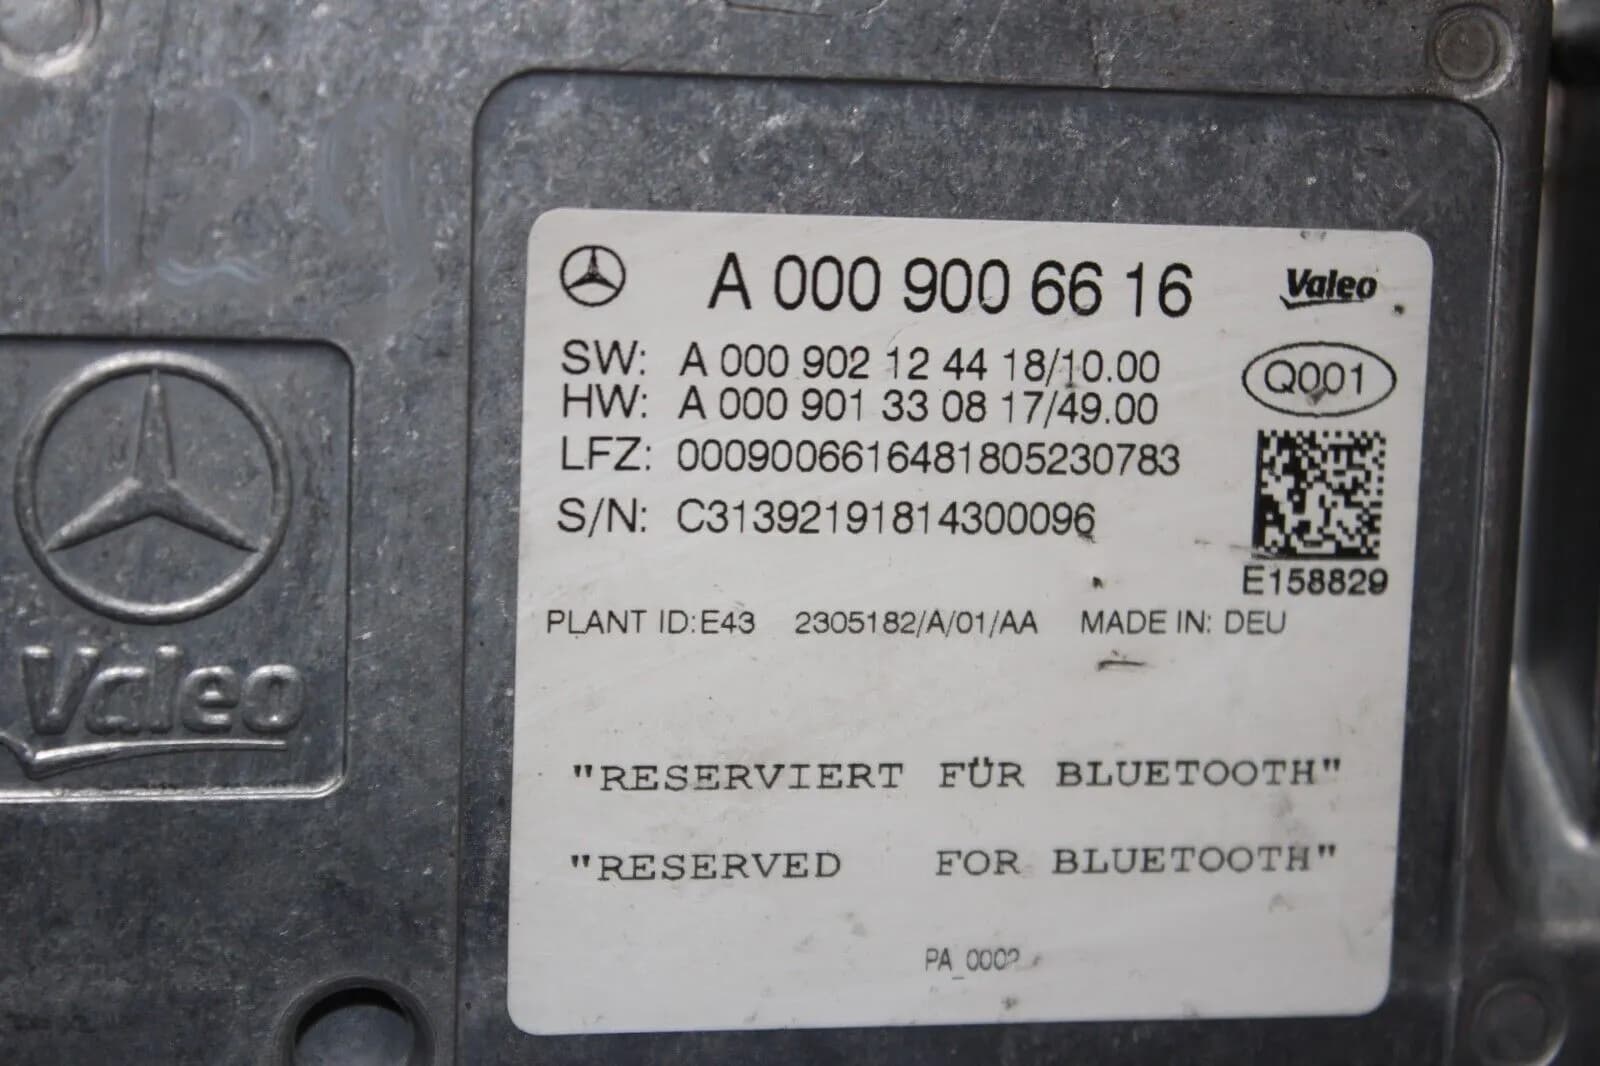 129
A 000 900 66 16
Valeo
SW: A 000 902 12 44 18/10.00
HW: A 000 901 33 08 17/49.00
Q001
LFZ: 0009006616481805230783
S/N: C31392191814300096
E158829
PLANT ID:E43 2305182/A/01/AA MADE IN: DEU
Valeo
"RESERVIERT FÜR BLUETOOTH"
"RESERVED FOR BLUETOOTH"